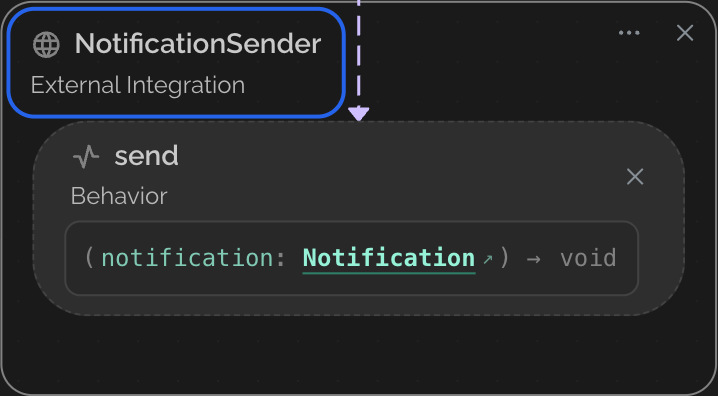 NotificationSender
External Integration
send
Behavior
(notification: Notification↗) → void